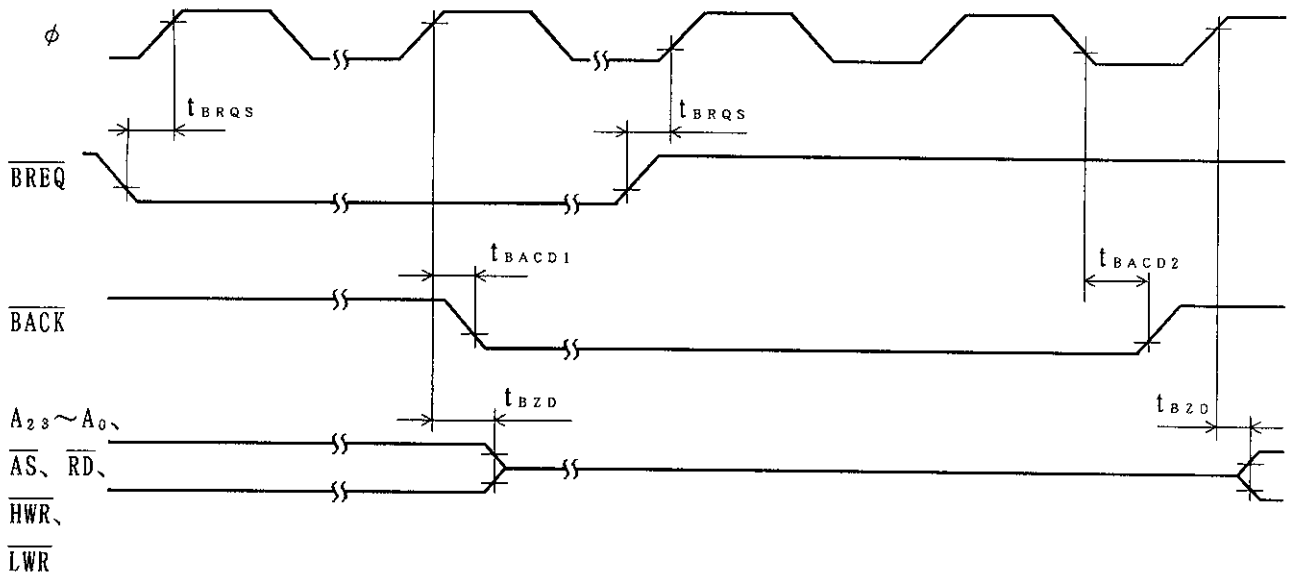 φ
tBRQS
tBRQS
BREQ
tBACD1
tBACD2
BACK
tBZD
tBZD
A23~A0、
AS、RD、
HWR、
LWR